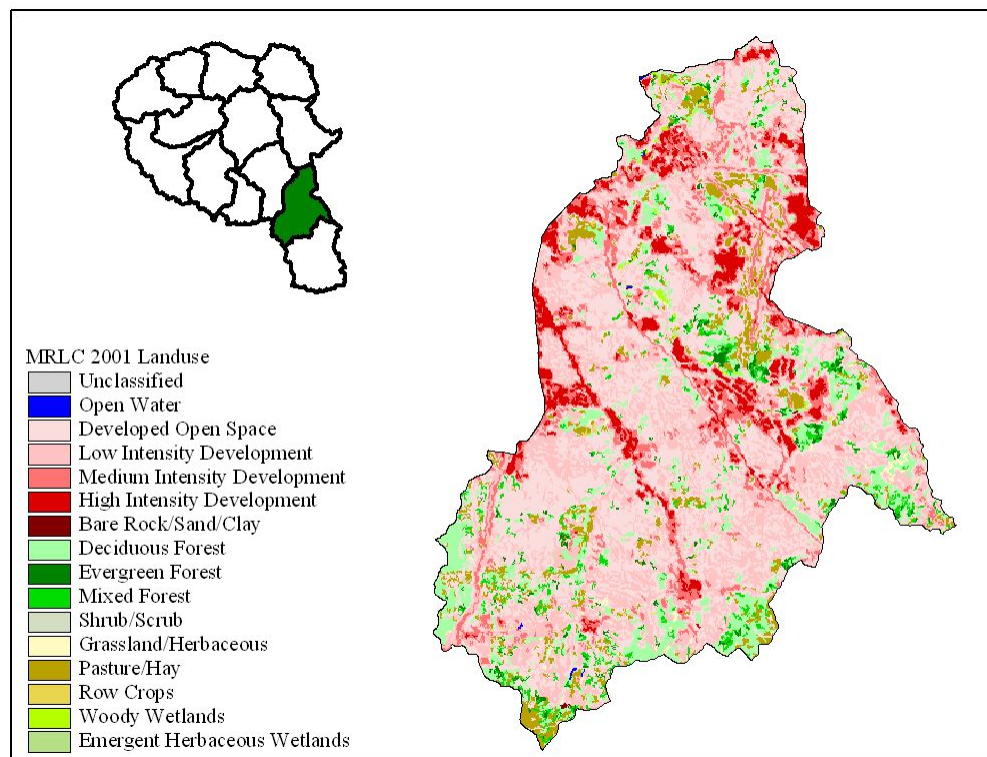 MRLC 2001 Landuse
Unclassified
Open Water
Developed Open Space
Low Intensity Development
Medium Intensity Development
High Intensity Development
Bare Rock/Sand/Clay
Deciduous Forest
Evergreen Forest
Mixed Forest
Shrub/Scrub
Grassland/Herbaceous
Pasture/Hay
Row Crops
Woody Wetlands
Emergent Herbaceous Wetlands